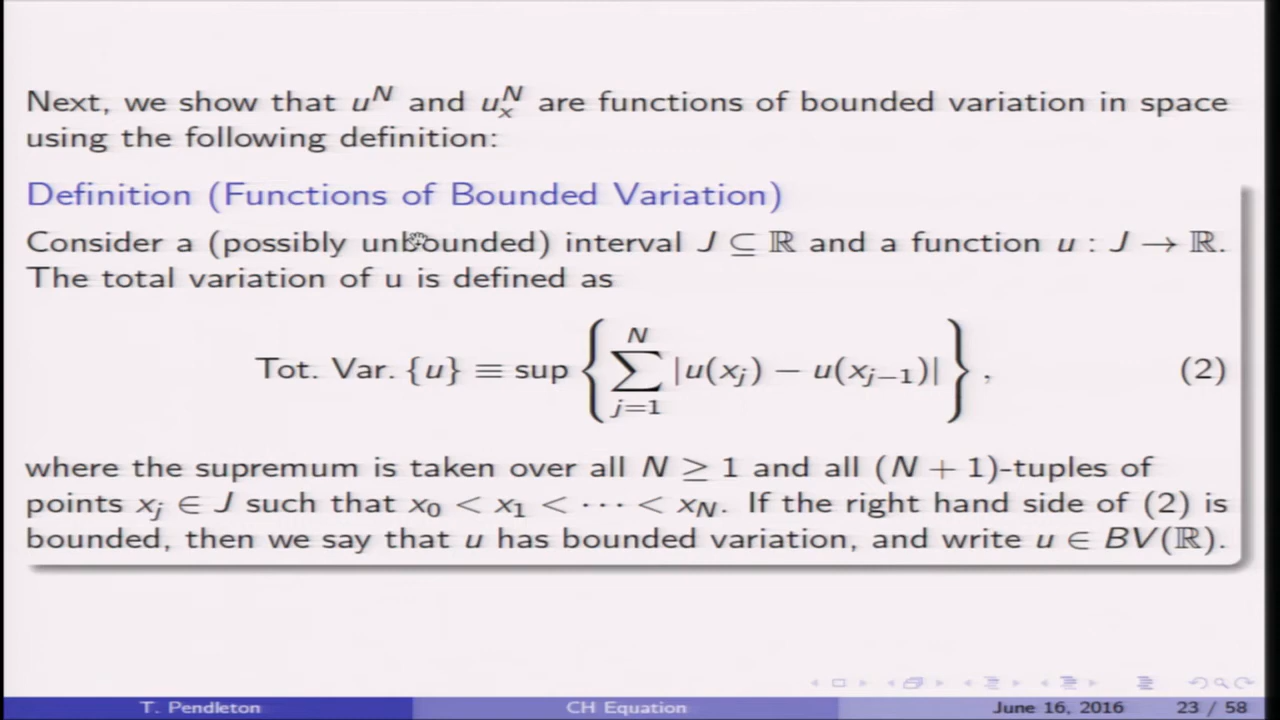 Next, we show that u^N and u_x^N are functions of bounded variation in space
using the following definition:
Definition (Functions of Bounded Variation)
Consider a (possibly unbounded) interval J ⊆ ℝ and a function u : J → ℝ.
The total variation of u is defined as
Tot. Var. {u} ≡ sup { ∑_{j=1}^{N} |u(x_j) − u(x_{j−1})| } , (2)
where the supremum is taken over all N ≥ 1 and all (N + 1)-tuples of
points x_j ∈ J such that x_0 < x_1 < ⋯ < x_N. If the right hand side of (2) is
bounded, then we say that u has bounded variation, and write u ∈ BV(ℝ).
T. Pendleton CH Equation June 16, 2016 23 / 58